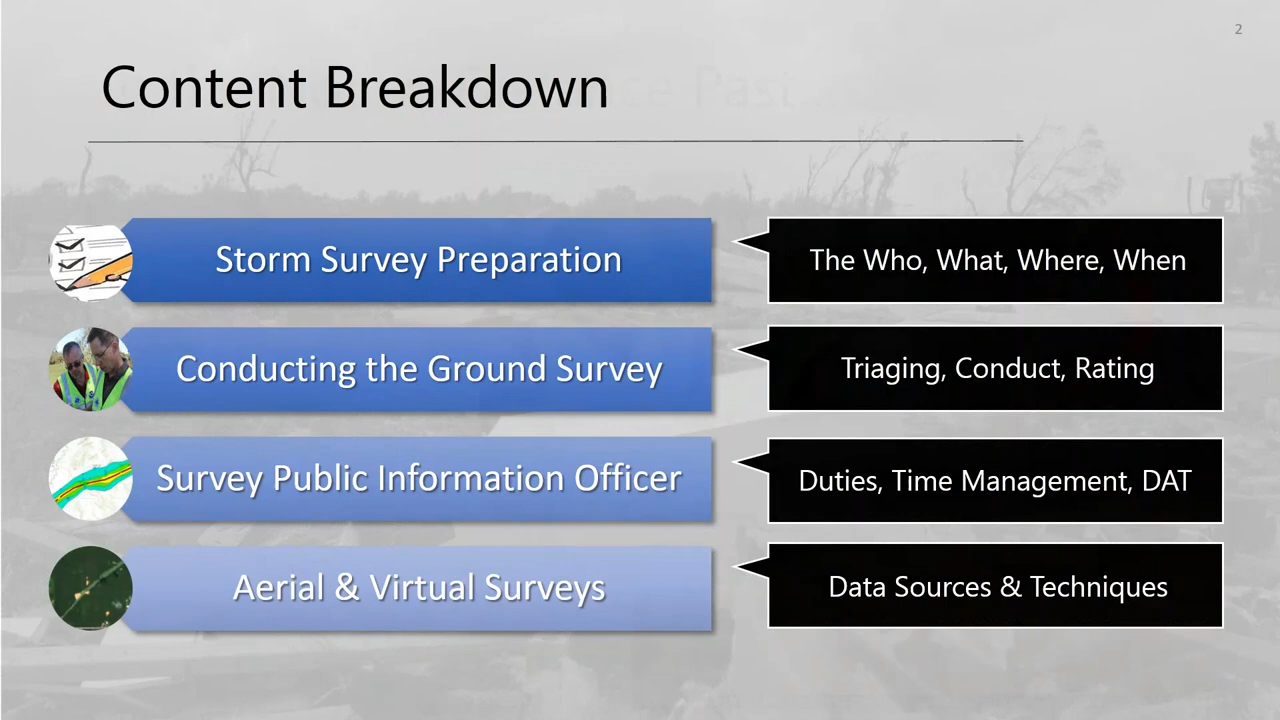 2
Content Breakdown
Storm Survey Preparation
The Who, What, Where, When
Conducting the Ground Survey
Triaging, Conduct, Rating
Survey Public Information Officer
Duties, Time Management, DAT
Aerial & Virtual Surveys
Data Sources & Techniques